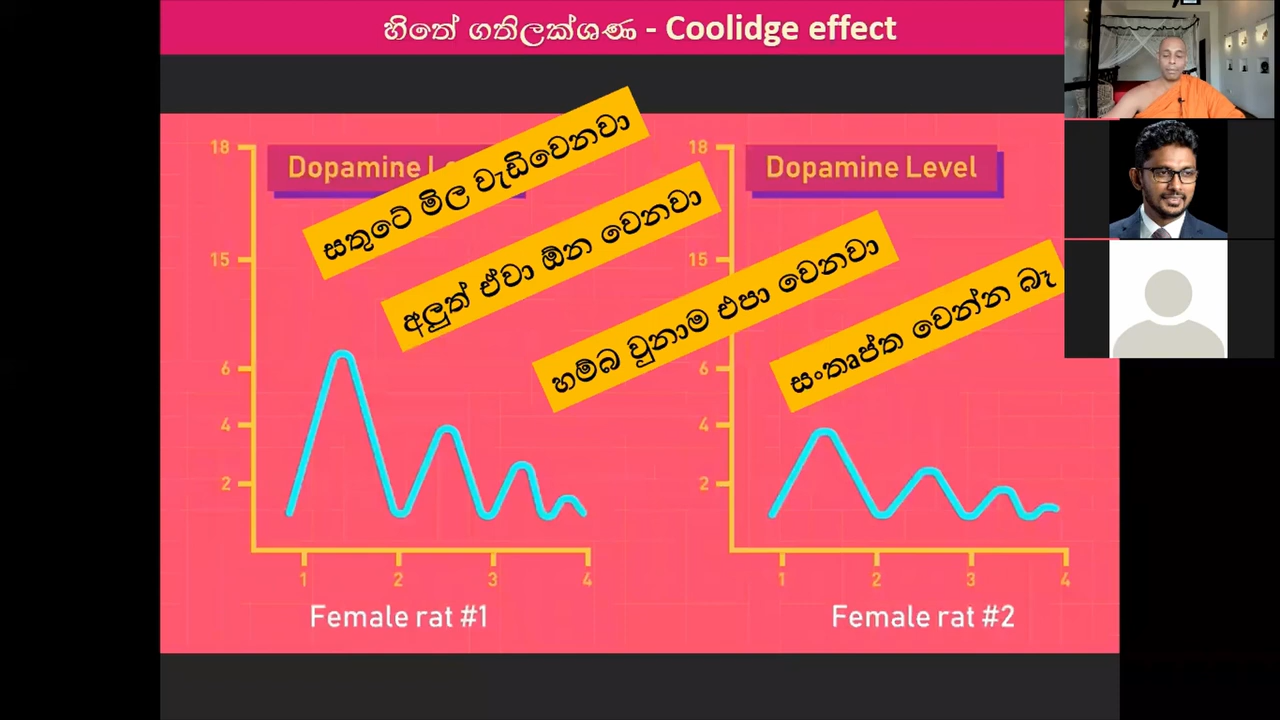 හිතේ ගතිලක්ශණ - Coolidge effect
Dopamine L
Dopamine Level
සතුටේ මිල වැඩිවෙනවා
අලුත් ඒවා ඕන වෙනවා
හම්බ වුනාම එපා වෙනවා
සංතෘප්ත වෙන්න බෑ
18
15
6
4
2
1 2 3 4
Female rat #1
18
15
6
4
2
1 2 3 4
Female rat #2